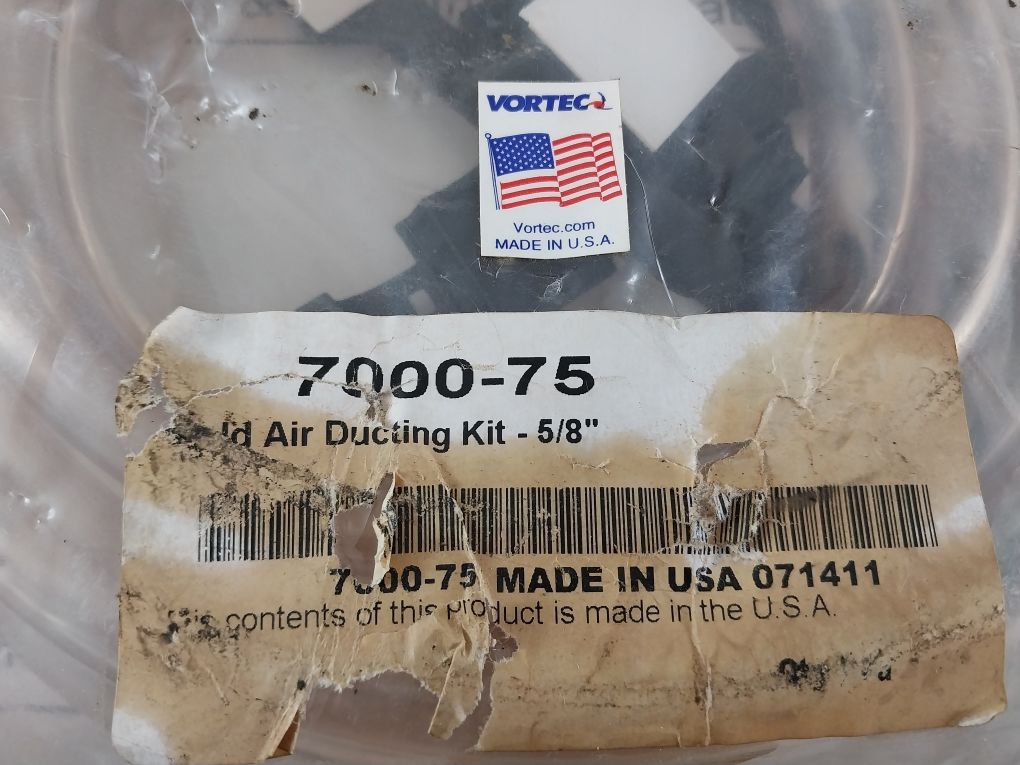 VORTEC
Vortec.com
MADE IN U.S.A.
7000-75
ld Air Ducting Kit - 5/8"
7000-75 MADE IN USA 071411
contents of this Product is made in the U.S.A.